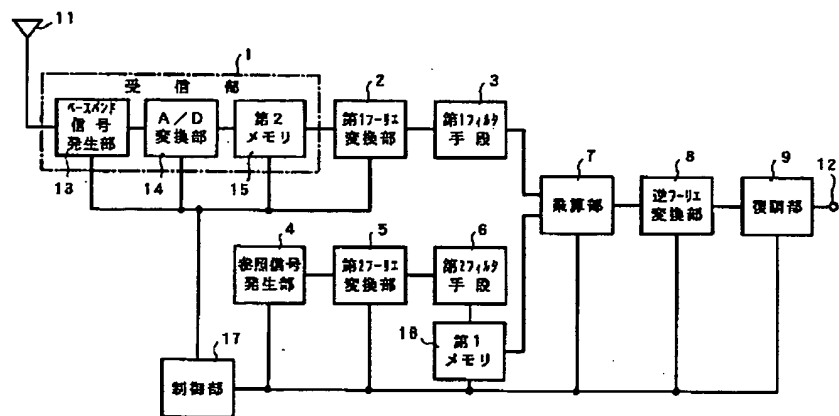 11
1
受信部
ベースバンド
信号
発生部
13
A/D
変換部
14
第2
メモリ
15
2
第1フーリエ
変換部
3
第1フィルタ
手段
4
参照信号
発生部
5
第2フーリエ
変換部
6
第2フィルタ
手段
16
第1
メモリ
7
乗算部
8
逆フーリエ
変換部
9
復調部
12
17
制御部